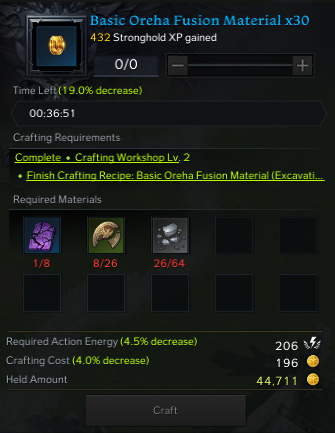 Basic Oreha Fusion Material x30
432 Stronghold XP gained
0/0
Time Left(19.0% decrease)
00:36:51
Crafting Requirements
Complete • Crafting Workshop Lv. 2
• Finish Crafting Recipe: Basic Oreha Fusion Material (Excavati...
Required Materials
1/8 8/26 26/64
Required Action Energy(4.5% decrease) 206
Crafting Cost(4.0% decrease) 196
Held Amount 44,711
Craft